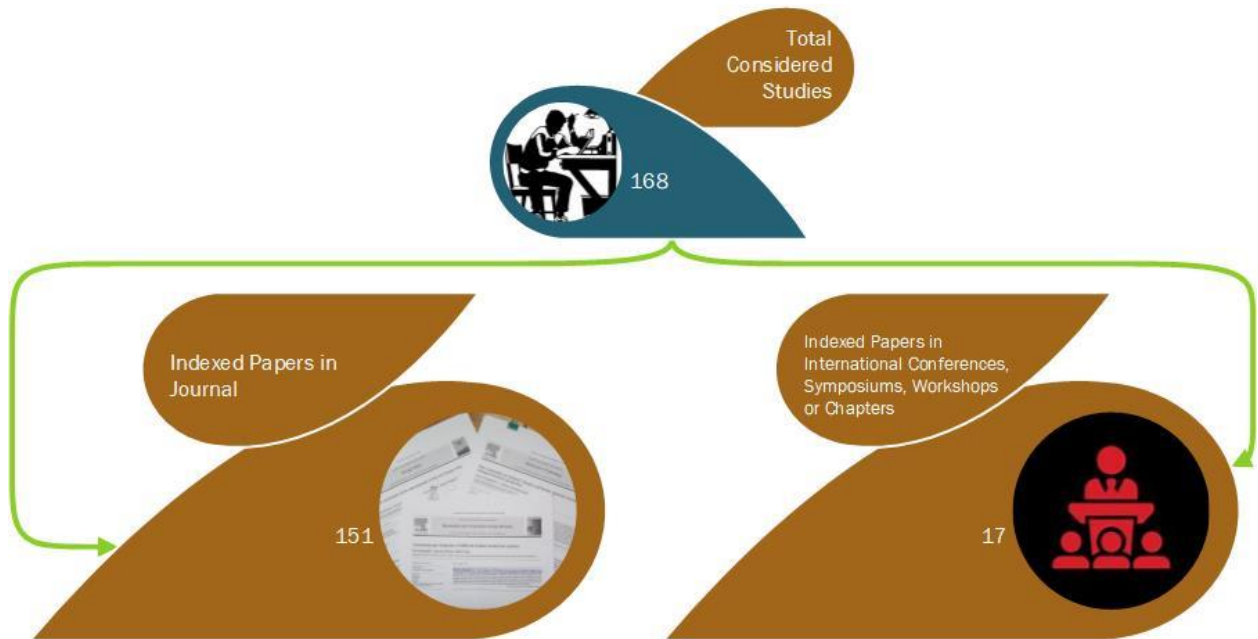 Total
Considered
Studies
168
Indexed Papers in
Journal
151
Indexed Papers in
International Conferences,
Symposiums, Workshops
or Chapters
17